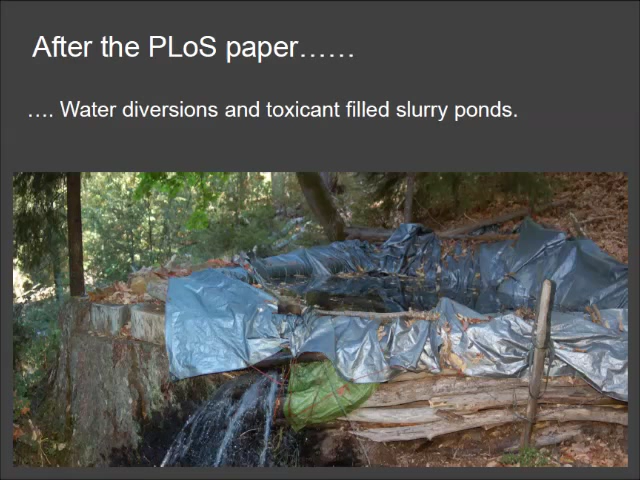 After the PLoS paper……
…. Water diversions and toxicant filled slurry ponds.